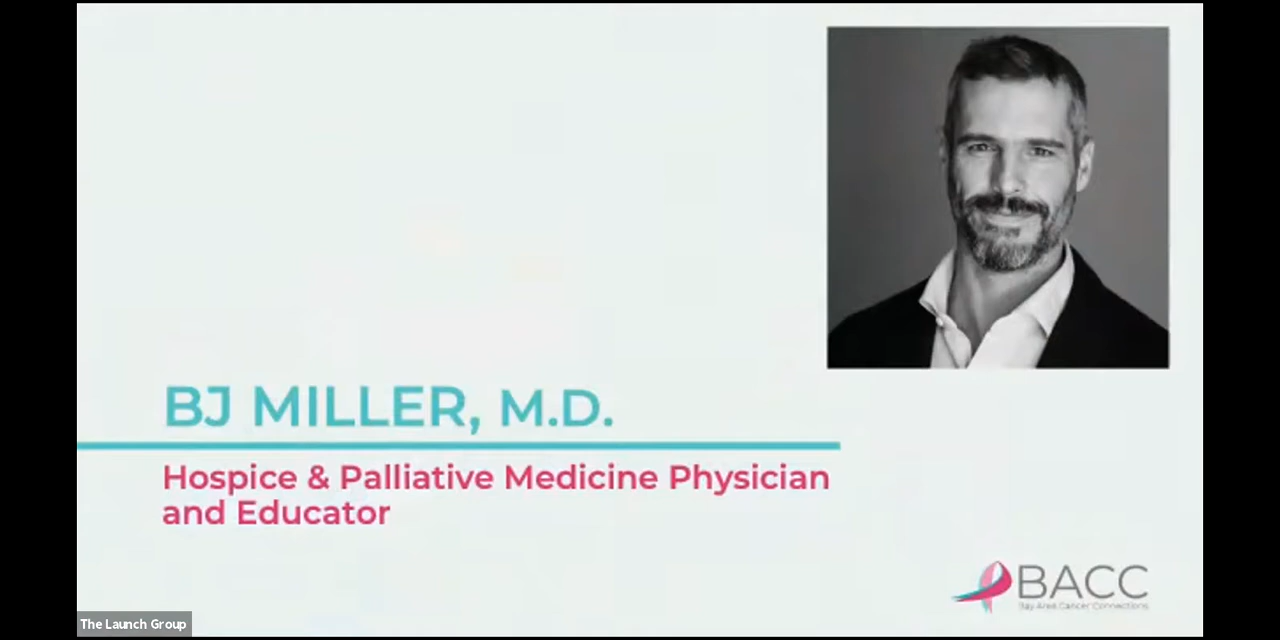 BJ MILLER, M.D.
Hospice & Palliative Medicine Physician
and Educator
BACC
Bay Area Cancer Connections
The Launch Group